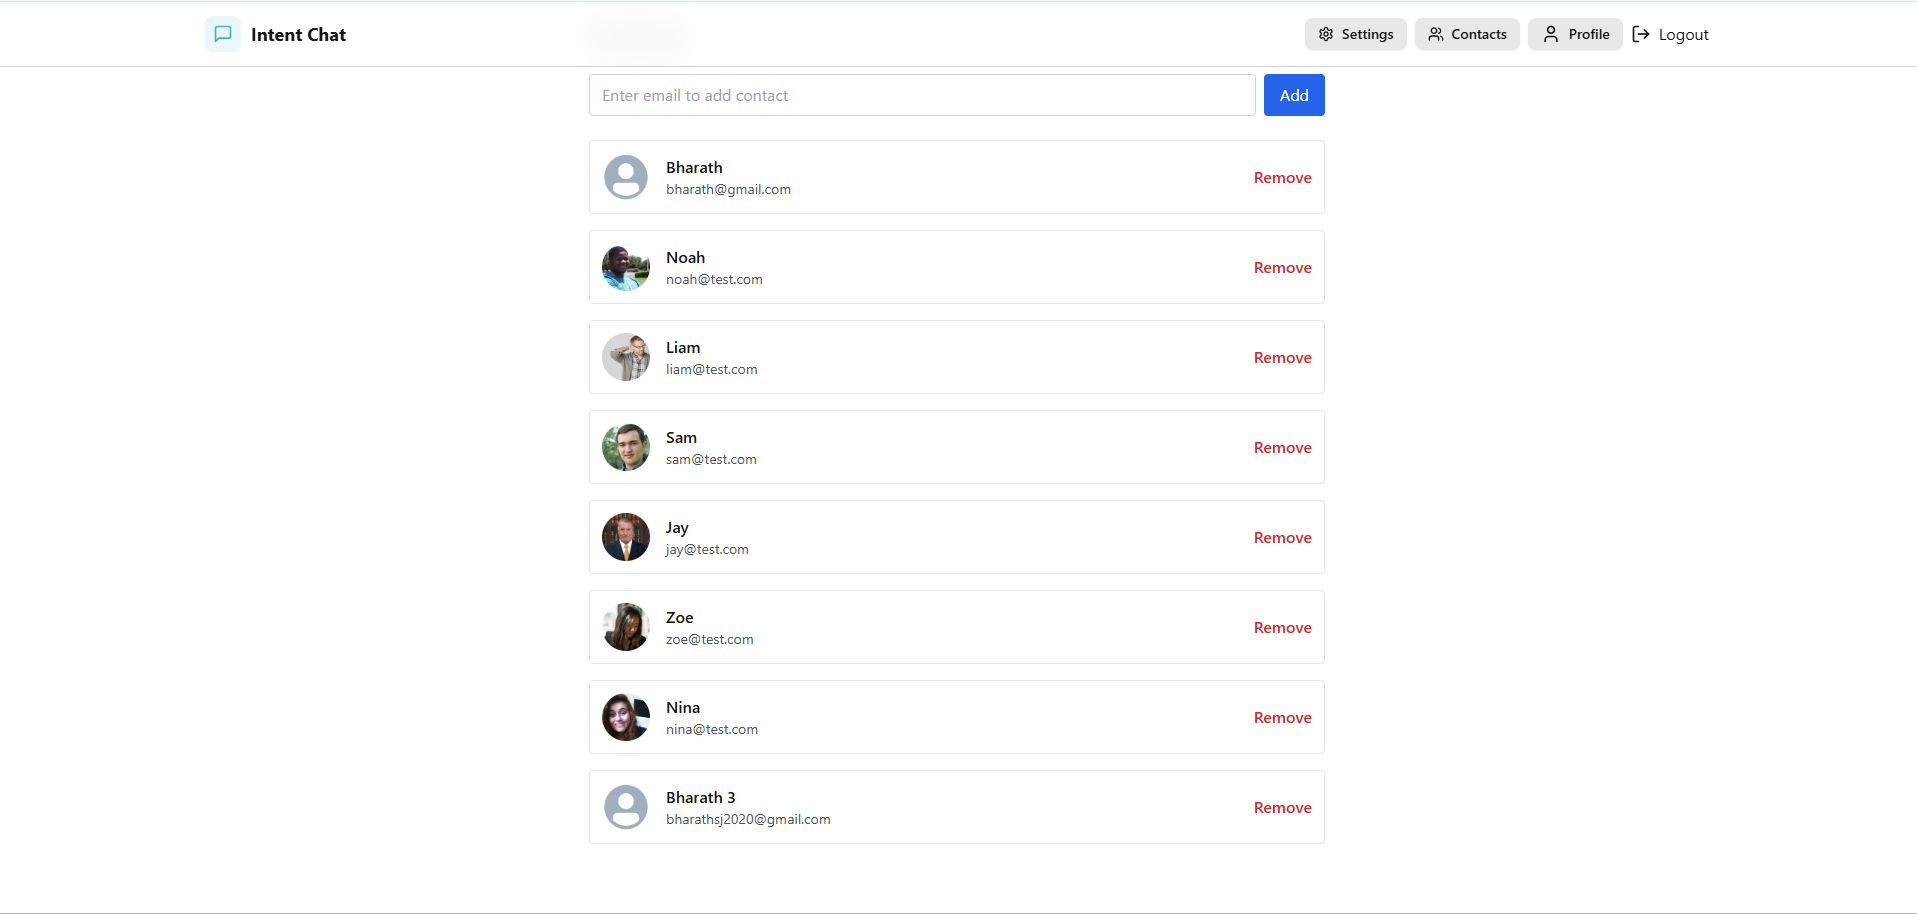 Intent Chat
Settings
Contacts
Profile
Logout
Enter email to add contact
Add
Bharath
bharath@gmail.com
Remove
Noah
noah@test.com
Remove
Liam
liam@test.com
Remove
Sam
sam@test.com
Remove
Jay
jay@test.com
Remove
Zoe
zoe@test.com
Remove
Nina
nina@test.com
Remove
Bharath 3
bharathsj2020@gmail.com
Remove